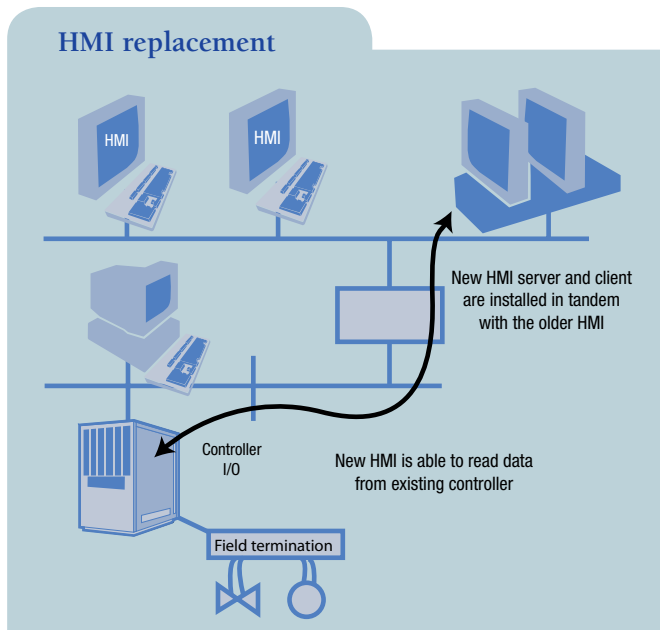 HMI replacement
HMI
HMI
New HMI server and client
are installed in tandem
with the older HMI
Controller
I/O
New HMI is able to read data
from existing controller
Field termination